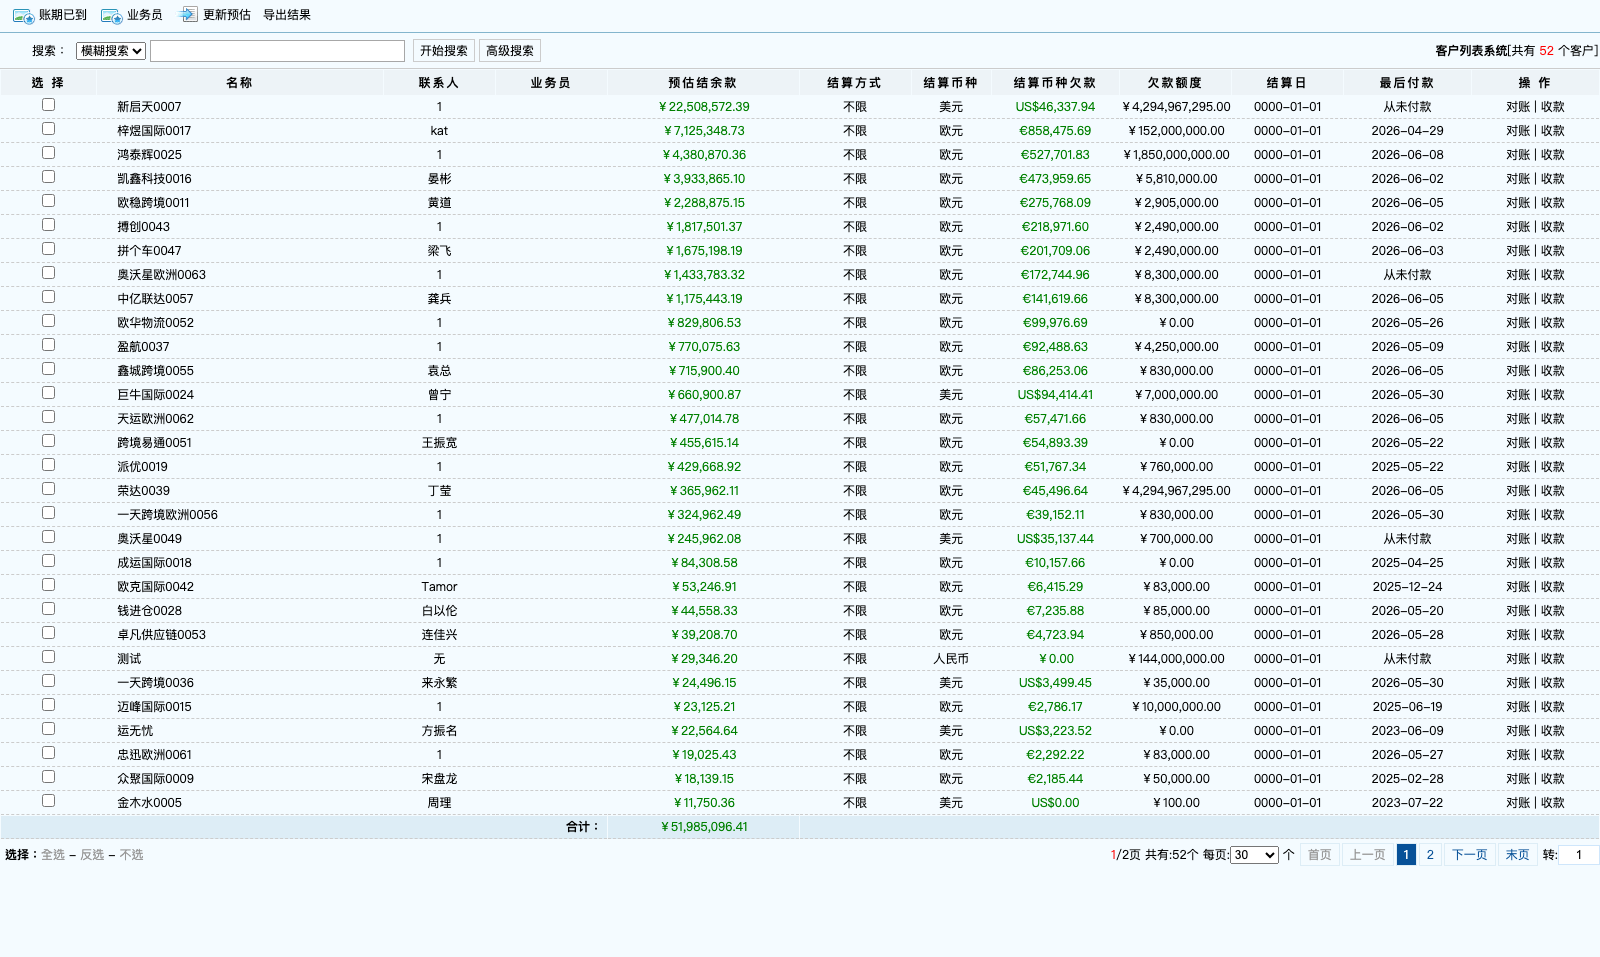 账期已到 业务员 更新预估 导出结果
搜索： 模糊搜索 开始搜索 高级搜索 客户列表系统[共有 52 个客户]
选 择 名称 联系人 业务员 预估结余款 结算方式 结算币种 结算币种欠款 欠款额度 结算日 最后付款 操 作
新启天0007 1 ￥22,508,572.39 不限 美元 US$46,337.94 ￥4,294,967,295.00 0000-01-01 从未付款 对账 | 收款
梓煜国际0017 kat ￥7,125,348.73 不限 欧元 €858,475.69 ￥152,000,000.00 0000-01-01 2026-04-29 对账 | 收款
鸿泰辉0025 1 ￥4,380,870.36 不限 欧元 €527,701.83 ￥1,850,000,000.00 0000-01-01 2026-06-08 对账 | 收款
凯鑫科技0016 晏彬 ￥3,933,865.10 不限 欧元 €473,959.65 ￥5,810,000.00 0000-01-01 2026-06-02 对账 | 收款
欧稳跨境0011 黄道 ￥2,288,875.15 不限 欧元 €275,768.09 ￥2,905,000.00 0000-01-01 2026-06-05 对账 | 收款
搏创0043 1 ￥1,817,501.37 不限 欧元 €218,971.60 ￥2,490,000.00 0000-01-01 2026-06-02 对账 | 收款
拼个车0047 梁飞 ￥1,675,198.19 不限 欧元 €201,709.06 ￥2,490,000.00 0000-01-01 2026-06-03 对账 | 收款
奥沃星欧洲0063 1 ￥1,433,783.32 不限 欧元 €172,744.96 ￥8,300,000.00 0000-01-01 从未付款 对账 | 收款
中亿联达0057 龚兵 ￥1,175,443.19 不限 欧元 €141,619.66 ￥8,300,000.00 0000-01-01 2026-06-05 对账 | 收款
欧华物流0052 1 ￥829,806.53 不限 欧元 €99,976.69 ￥0.00 0000-01-01 2026-05-26 对账 | 收款
盈航0037 1 ￥770,075.63 不限 欧元 €92,488.63 ￥4,250,000.00 0000-01-01 2026-05-09 对账 | 收款
鑫城跨境0055 袁总 ￥715,900.40 不限 欧元 €86,253.06 ￥830,000.00 0000-01-01 2026-06-05 对账 | 收款
巨牛国际0024 曾宁 ￥660,900.87 不限 美元 US$94,414.41 ￥7,000,000.00 0000-01-01 2026-05-30 对账 | 收款
天运欧洲0062 1 ￥477,014.78 不限 欧元 €57,471.66 ￥830,000.00 0000-01-01 2026-06-05 对账 | 收款
跨境易通0051 王振宽 ￥455,615.14 不限 欧元 €54,893.39 ￥0.00 0000-01-01 2026-05-22 对账 | 收款
派优0019 1 ￥429,668.92 不限 欧元 €51,767.34 ￥760,000.00 0000-01-01 2025-05-22 对账 | 收款
荣达0039 丁莹 ￥365,962.11 不限 欧元 €45,496.64 ￥4,294,967,295.00 0000-01-01 2026-06-05 对账 | 收款
一天跨境欧洲0056 1 ￥324,962.49 不限 欧元 €39,152.11 ￥830,000.00 0000-01-01 2026-05-30 对账 | 收款
奥沃星0049 1 ￥245,962.08 不限 美元 US$35,137.44 ￥700,000.00 0000-01-01 从未付款 对账 | 收款
成运国际0018 1 ￥84,308.58 不限 欧元 €10,157.66 ￥0.00 0000-01-01 2025-04-25 对账 | 收款
欧克国际0042 Tamor ￥53,246.91 不限 欧元 €6,415.29 ￥83,000.00 0000-01-01 2025-12-24 对账 | 收款
钱进仓0028 白以伦 ￥44,558.33 不限 欧元 €7,235.88 ￥85,000.00 0000-01-01 2026-05-20 对账 | 收款
卓凡供应链0053 连佳兴 ￥39,208.70 不限 欧元 €4,723.94 ￥850,000.00 0000-01-01 2026-05-28 对账 | 收款
测试 无 ￥29,346.20 不限 人民币 ￥0.00 ￥144,000,000.00 0000-01-01 从未付款 对账 | 收款
一天跨境0036 来永繁 ￥24,496.15 不限 美元 US$3,499.45 ￥35,000.00 0000-01-01 2026-05-30 对账 | 收款
迈峰国际0015 1 ￥23,125.21 不限 欧元 €2,786.17 ￥10,000,000.00 0000-01-01 2025-06-19 对账 | 收款
运无忧 方振名 ￥22,564.64 不限 美元 US$3,223.52 ￥0.00 0000-01-01 2023-06-09 对账 | 收款
忠迅欧洲0061 1 ￥19,025.43 不限 欧元 €2,292.22 ￥83,000.00 0000-01-01 2026-05-27 对账 | 收款
众聚国际0009 宋盘龙 ￥18,139.15 不限 欧元 €2,185.44 ￥50,000.00 0000-01-01 2025-02-28 对账 | 收款
金木水0005 周理 ￥11,750.36 不限 美元 US$0.00 ￥100.00 0000-01-01 2023-07-22 对账 | 收款
合计： ￥51,985,096.41
选择：全选 - 反选 - 不选 1/2页 共有:52个 每页:30 个 首页 上一页 1 2 下一页 末页 转: 1